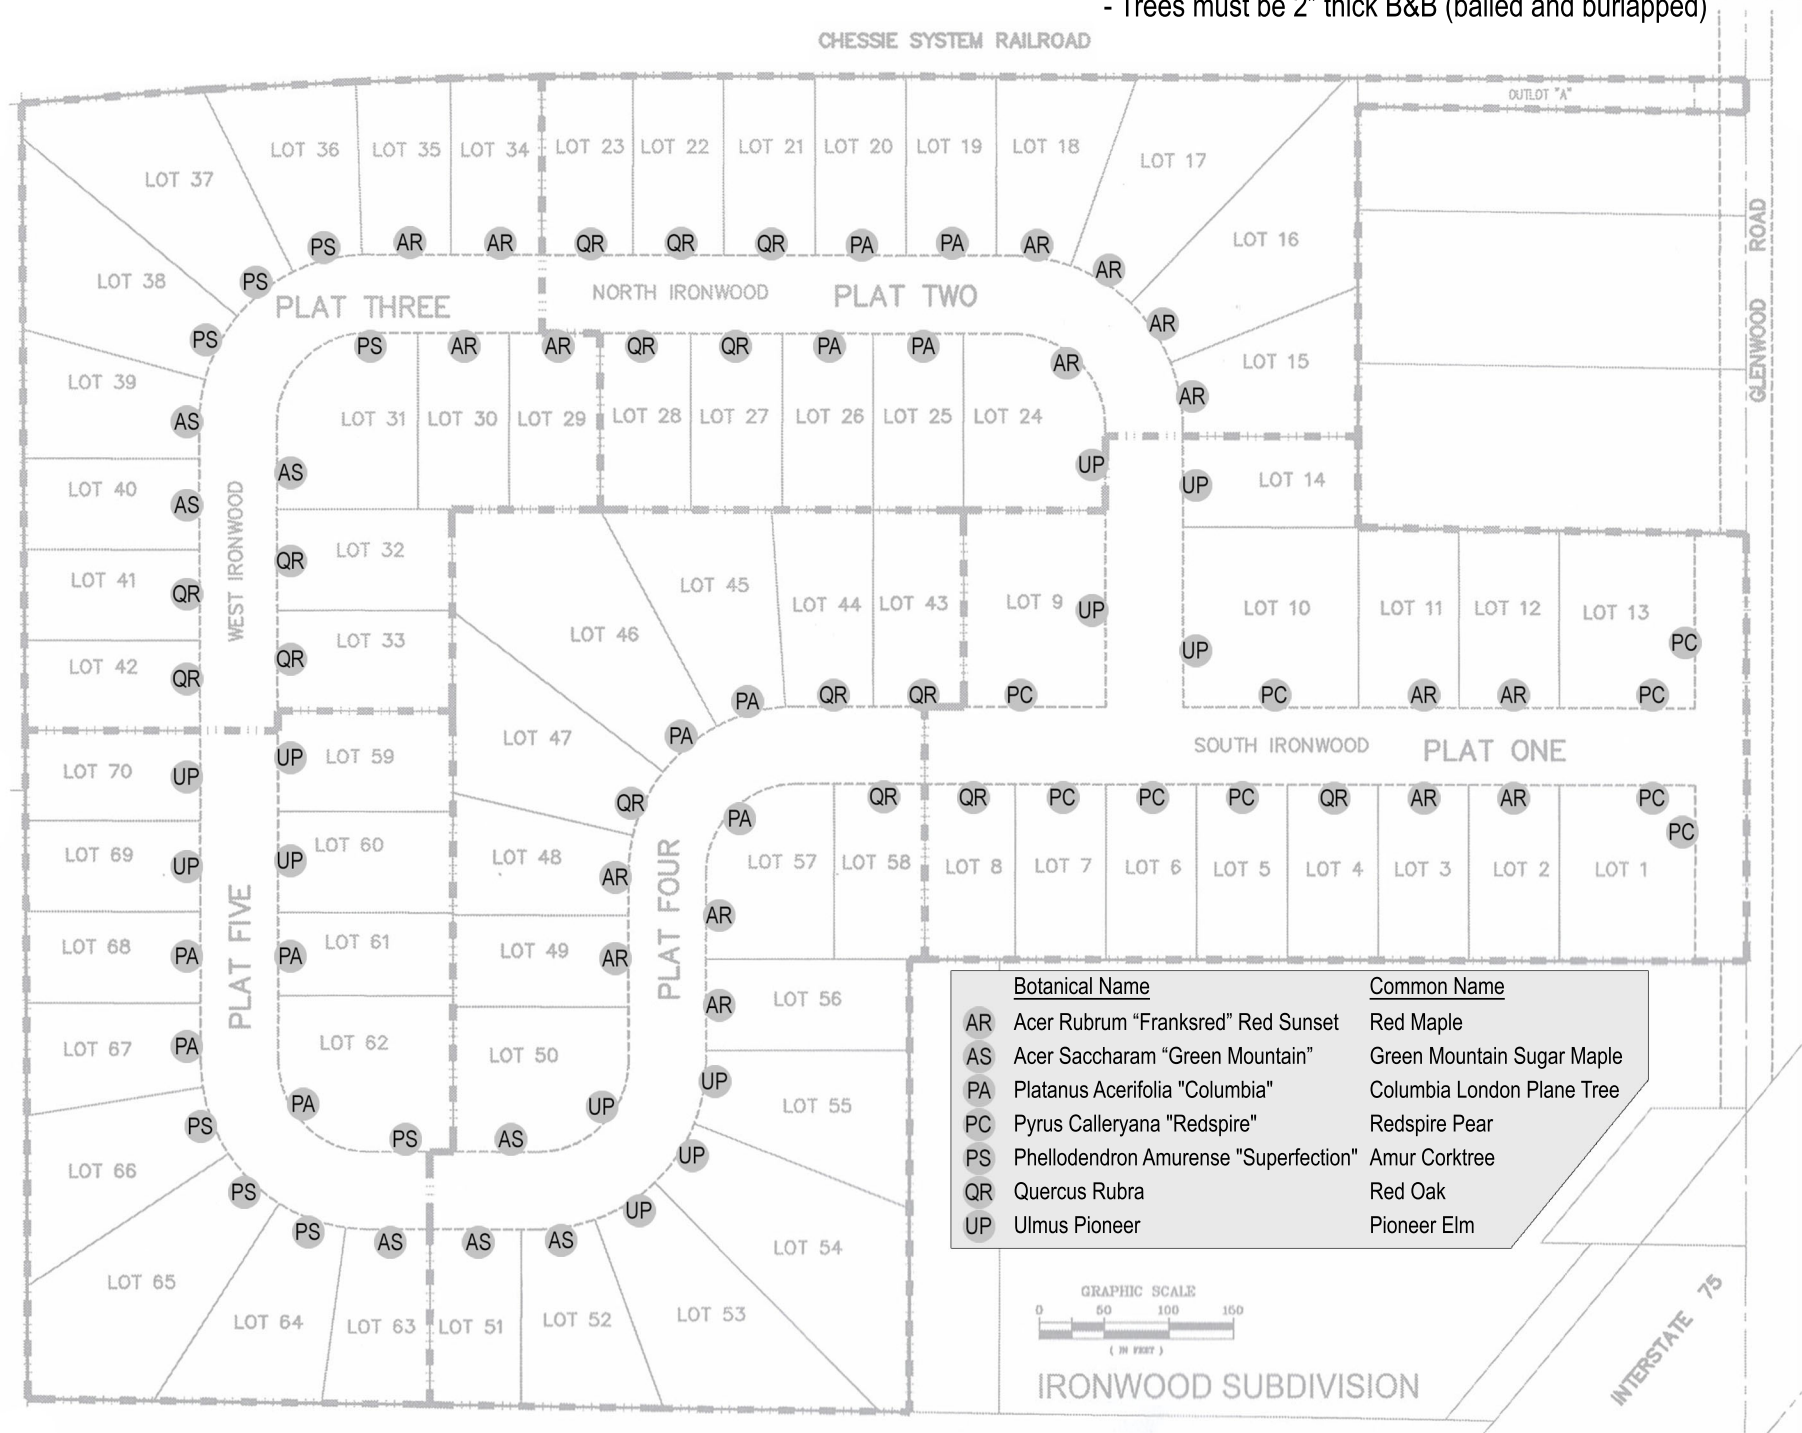 - Trees must be 2" thick B&B (balled and burlapped)
CHESSIE SYSTEM RAILROAD
OUTLOT "A"
LOT 37
LOT 36
LOT 35
LOT 34
LOT 23
LOT 22
LOT 21
LOT 20
LOT 19
LOT 18
LOT 17
LOT 16
LOT 15
GLENWOOD ROAD
PS
AR
AR
QR
QR
QR
PA
PA
AR
AR
AR
AR
LOT 38
PS
PS
PLAT THREE
NORTH IRONWOOD
PLAT TWO
PS
AR
AR
QR
QR
PA
PA
AR
LOT 39
AS
LOT 31
LOT 30
LOT 29
LOT 28
LOT 27
LOT 26
LOT 25
LOT 24
UP
UP
LOT 14
LOT 40
AS
AS
WEST IRONWOOD
QR
LOT 32
LOT 41
QR
LOT 33
QR
LOT 42
QR
LOT 46
LOT 45
LOT 44
LOT 43
LOT 9
UP
UP
LOT 10
LOT 11
LOT 12
LOT 13
PC
PA
QR
QR
PC
PC
AR
AR
PC
LOT 47
PA
SOUTH IRONWOOD
PLAT ONE
LOT 70
UP
UP
LOT 59
QR
PA
QR
QR
PC
PC
PC
QR
AR
AR
PC
PC
LOT 69
UP
UP
LOT 60
LOT 48
AR
PLAT FOUR
LOT 57
LOT 58
LOT 8
LOT 7
LOT 6
LOT 5
LOT 4
LOT 3
LOT 2
LOT 1
AR
LOT 68
PA
PLAT FIVE
PA
LOT 61
LOT 49
AR
AR
LOT 56
LOT 67
PA
LOT 62
LOT 50
UP
LOT 55
PA
UP
PS
PS
AS
UP
LOT 66
PS
UP
PS
AS
AS
AS
LOT 54
LOT 65
LOT 64
LOT 63
LOT 51
LOT 52
LOT 53
Botanical Name Common Name
AR Acer Rubrum “Franksred” Red Sunset Red Maple
AS Acer Saccharam “Green Mountain” Green Mountain Sugar Maple
PA Platanus Acerifolia "Columbia" Columbia London Plane Tree
PC Pyrus Calleryana "Redspire" Redspire Pear
PS Phellodendron Amurense "Superfection" Amur Corktree
QR Quercus Rubra Red Oak
UP Ulmus Pioneer Pioneer Elm
GRAPHIC SCALE
0 50 100 150
( IN FEET )
IRONWOOD SUBDIVISION
INTERSTATE 75